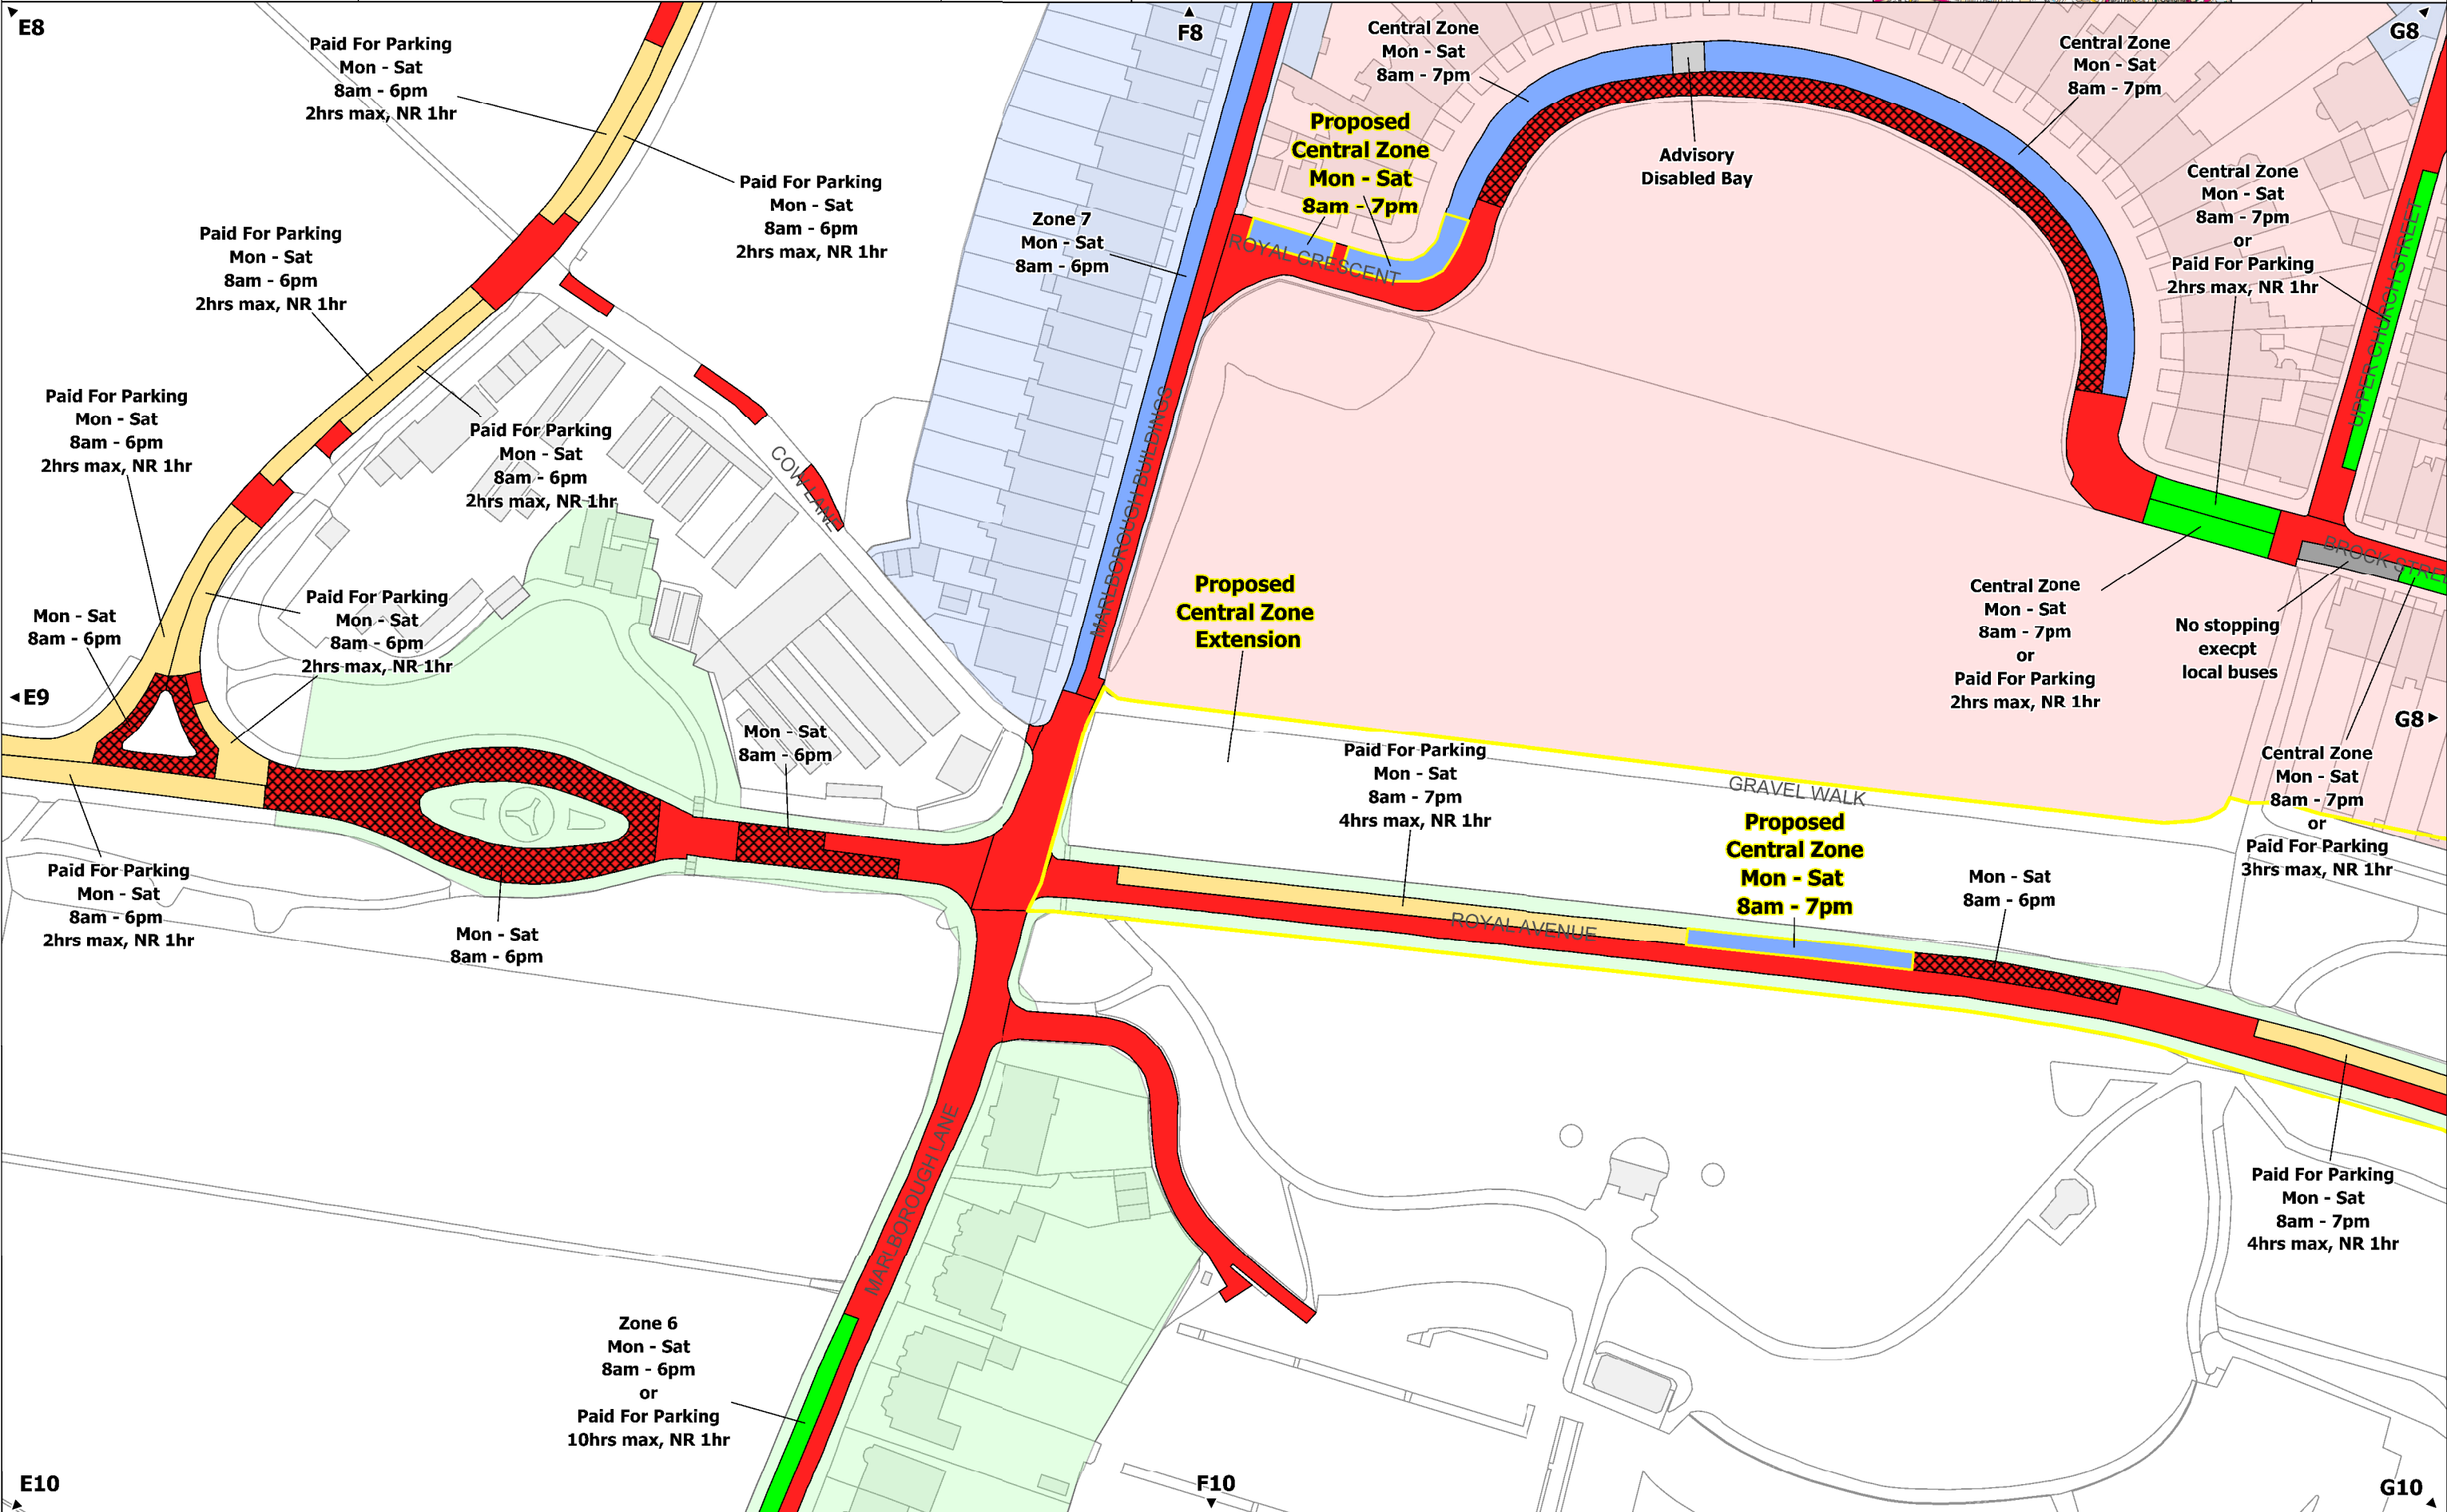 E8
F8
G8
Paid For Parking
Mon - Sat
8am - 6pm
2hrs max, NR 1hr
Paid For Parking
Mon - Sat
8am - 6pm
2hrs max, NR 1hr
Central Zone
Mon - Sat
8am - 7pm
Central Zone
Mon - Sat
8am - 7pm
Proposed
Central Zone
Mon - Sat
8am - 7pm
Advisory
Disabled Bay
Central Zone
Mon - Sat
8am - 7pm
or
Paid For Parking
2hrs max, NR 1hr
Paid For Parking
Mon - Sat
8am - 6pm
2hrs max, NR 1hr
Zone 7
Mon - Sat
8am - 6pm
ROYAL CRESCENT
UPPER CHURCH STREET
Paid For Parking
Mon - Sat
8am - 6pm
2hrs max, NR 1hr
Paid For Parking
Mon - Sat
8am - 6pm
2hrs max, NR 1hr
COW LANE
MARLBOROUGH BUILDINGS
BROCK STREE
Mon - Sat
8am - 6pm
Paid For Parking
Mon - Sat
8am - 6pm
2hrs max, NR 1hr
Proposed
Central Zone
Extension
Central Zone
Mon - Sat
8am - 7pm
or
Paid For Parking
2hrs max, NR 1hr
No stopping
execpt
local buses
E9
G8
Mon - Sat
8am - 6pm
Paid For Parking
Mon - Sat
8am - 7pm
4hrs max, NR 1hr
GRAVEL WALK
Central Zone
Mon - Sat
8am - 7pm
or
Paid For Parking
3hrs max, NR 1hr
Proposed
Central Zone
Mon - Sat
8am - 7pm
Mon - Sat
8am - 6pm
Paid For Parking
Mon - Sat
8am - 6pm
2hrs max, NR 1hr
Mon - Sat
8am - 6pm
ROYAL AVENUE
MARLBOROUGH LANE
Paid For Parking
Mon - Sat
8am - 7pm
4hrs max, NR 1hr
Zone 6
Mon - Sat
8am - 6pm
or
Paid For Parking
10hrs max, NR 1hr
E10
F10
G10